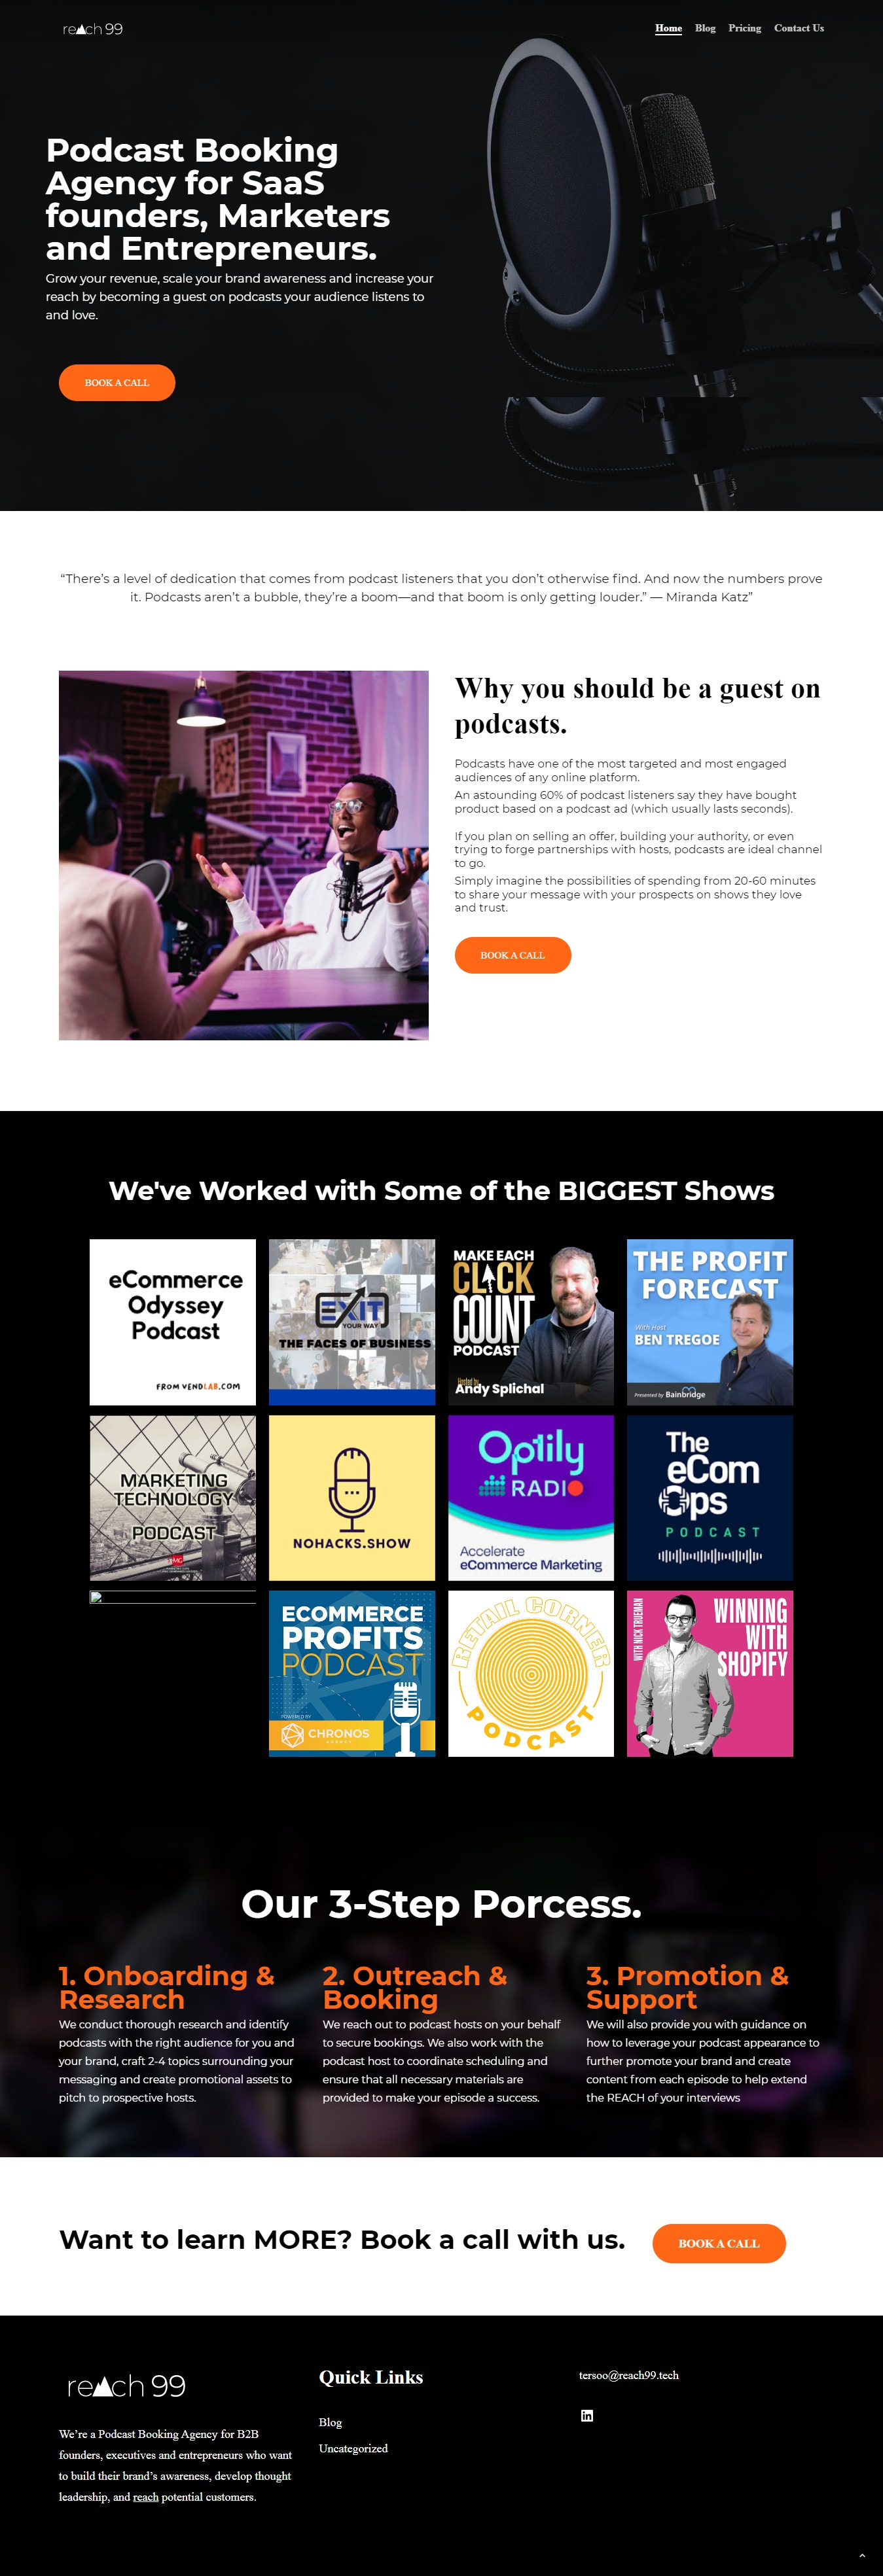 reach 99
Home Blog Pricing Contact Us
Podcast Booking
Agency for SaaS
founders, Marketers
and Entrepreneurs.
Grow your revenue, scale your brand awareness and increase your
reach by becoming a guest on podcasts your audience listens to
and love.
BOOK A CALL
“There’s a level of dedication that comes from podcast listeners that you don’t otherwise find. And now the numbers prove
it. Podcasts aren’t a bubble, they’re a boom—and that boom is only getting louder.” — Miranda Katz”
Why you should be a guest on
podcasts.
Podcasts have one of the most targeted and most engaged
audiences of any online platform.
An astounding 60% of podcast listeners say they have bought
product based on a podcast ad (which usually lasts seconds).
If you plan on selling an offer, building your authority, or even
trying to forge partnerships with hosts, podcasts are ideal channel
to go.
Simply imagine the possibilities of spending from 20-60 minutes
to share your message with your prospects on shows they love
and trust.
BOOK A CALL
We've Worked with Some of the BIGGEST Shows
eCommerce
Odyssey
Podcast
FROM VENDLAB.COM
EXIT
YOUR WAY
THE FACES OF BUSINESS
MAKE EACH
CLICK
COUNT
PODCAST
Hosted by
Andy Splichal
THE PROFIT
FORECAST
With Host
BEN TREGOE
Presented by Bainbridge
MARKETING
TECHNOLOGY
PODCAST
NOHACKS.SHOW
Optily
RADIO
Accelerate
eCommerce Marketing
The
eCom
Ops
PODCAST
ECOMMERCE
PROFITS
PODCAST
POWERED BY
CHRONOS
AGENCY
RETAIL CORNER
PODCAST
WITH NICK TRUEMAN
WINNING
WITH
SHOPIFY
Our 3-Step Porcess.
1. Onboarding &
Research
We conduct thorough research and identify
podcasts with the right audience for you and
your brand, craft 2-4 topics surrounding your
messaging and create promotional assets to
pitch to prospective hosts.
2. Outreach &
Booking
We reach out to podcast hosts on your behalf
to secure bookings. We also work with the
podcast host to coordinate scheduling and
ensure that all necessary materials are
provided to make your episode a success.
3. Promotion &
Support
We will also provide you with guidance on
how to leverage your podcast appearance to
further promote your brand and create
content from each episode to help extend
the REACH of your interviews
Want to learn MORE? Book a call with us.
BOOK A CALL
reach 99
We’re a Podcast Booking Agency for B2B
founders, executives and entrepreneurs who want
to build their brand’s awareness, develop thought
leadership, and reach potential customers.
Quick Links
Blog
Uncategorized
tersoo@reach99.tech